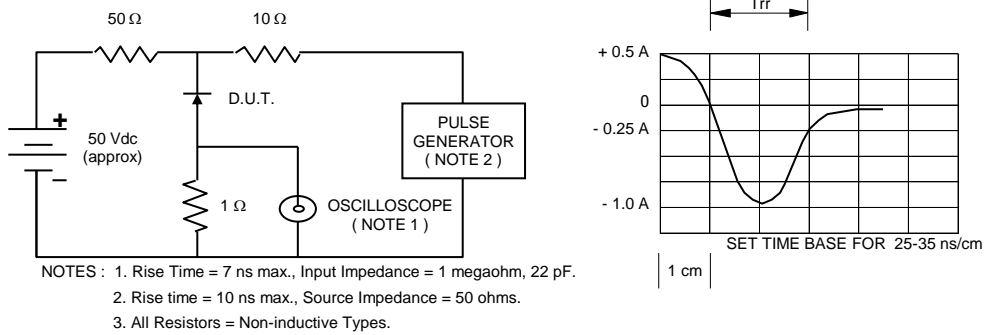 50 Ω
10 Ω
D.U.T.
+
50 Vdc
(approx)
−
1 Ω
OSCILLOSCOPE
( NOTE 1 )
PULSE
GENERATOR
( NOTE 2 )
NOTES : 1. Rise Time = 7 ns max., Input Impedance = 1 megaohm, 22 pF.
2. Rise time = 10 ns max., Source Impedance = 50 ohms.
3. All Resistors = Non-inductive Types.
Trr
+ 0.5 A
0
- 0.25 A
- 1.0 A
SET TIME BASE FOR 25-35 ns/cm
1 cm